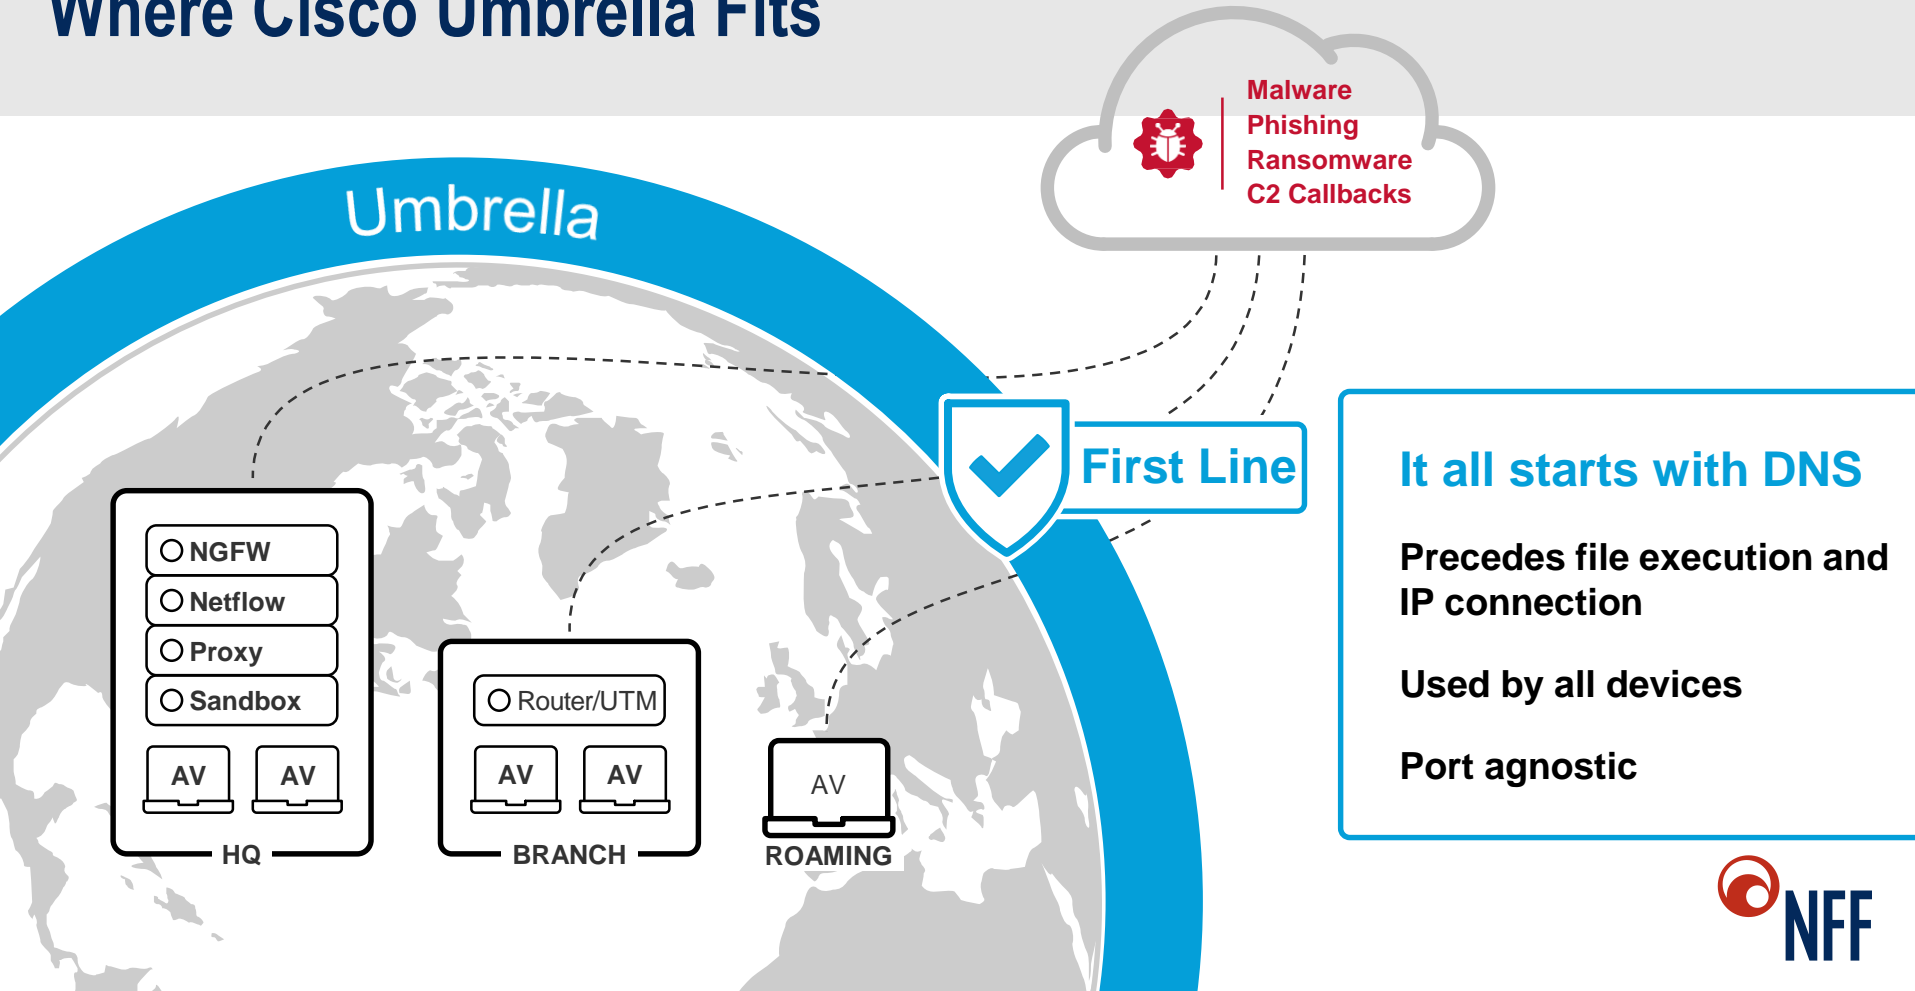 Where Cisco Umbrella Fits
Malware
Phishing
Ransomware
C2 Callbacks
Umbrella
First Line
NGFW
Netflow
Proxy
Sandbox
AV AV
HQ
Router/UTM
AV AV
BRANCH
AV
ROAMING
It all starts with DNS
Precedes file execution and
IP connection
Used by all devices
Port agnostic
NFF